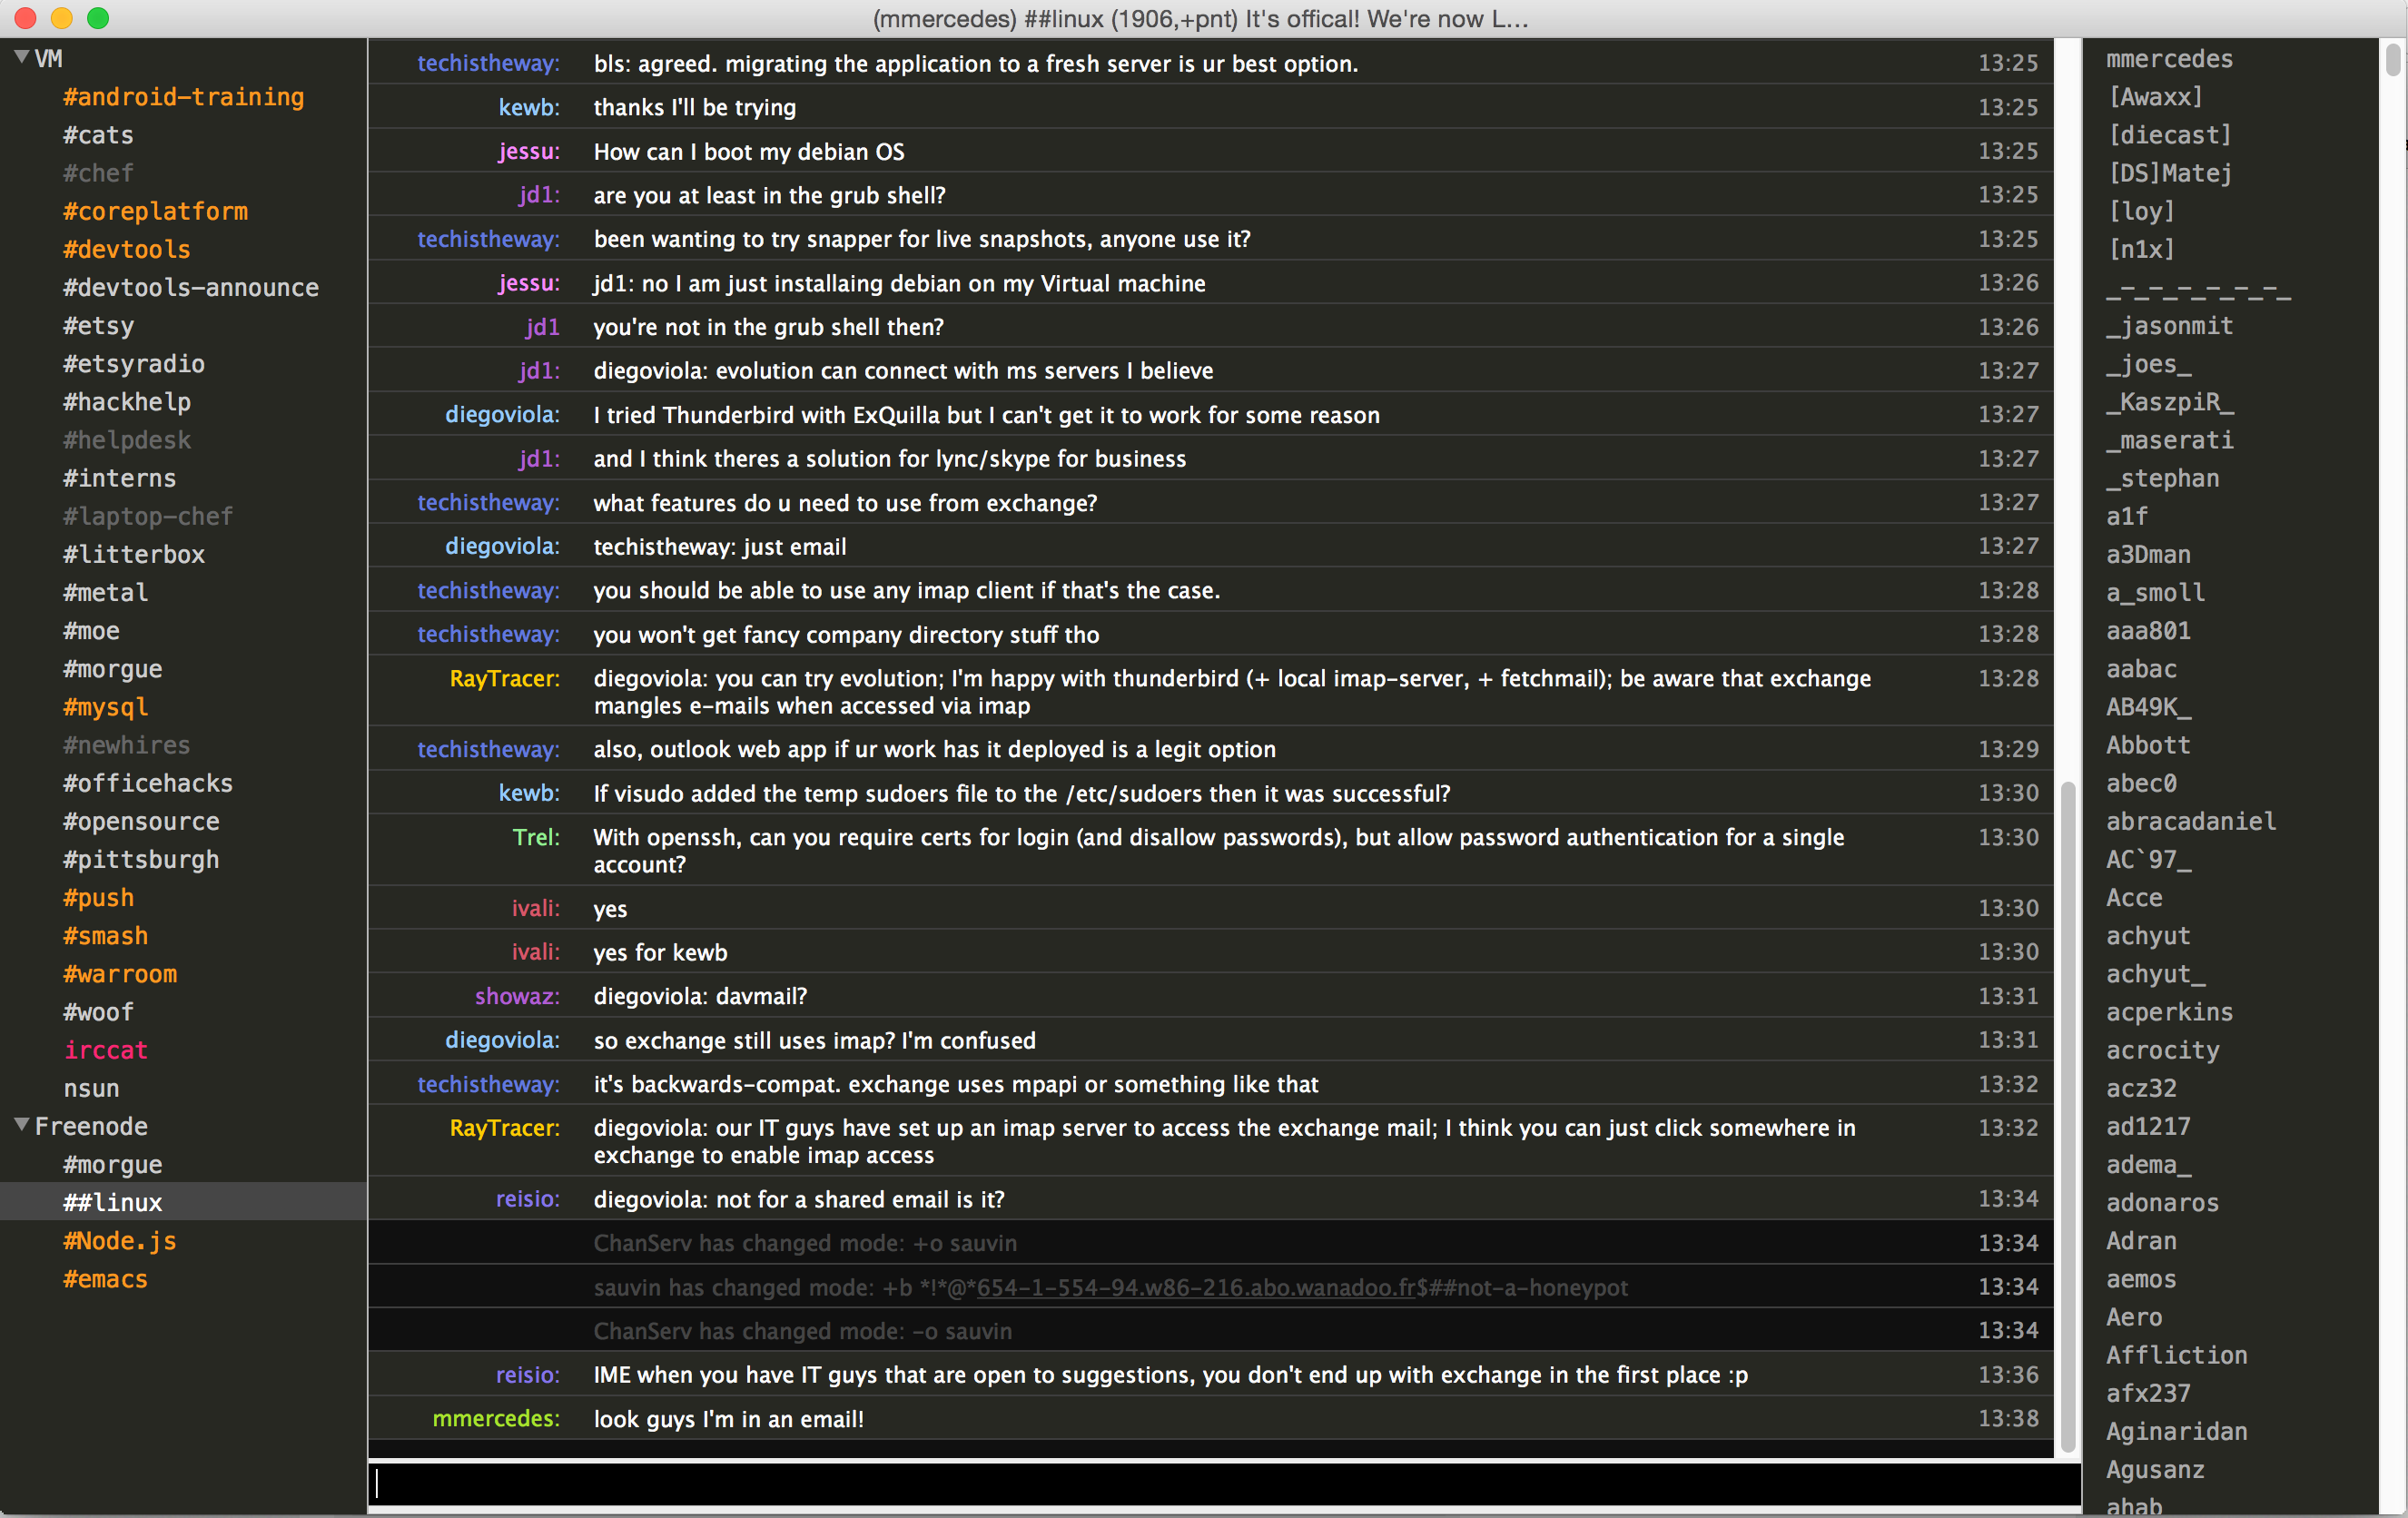 (mmercedes) ##linux (1906,+pnt) It's offical! We're now L...
VM
#android-training
#cats
#chef
#coreplatform
#devtools
#devtools-announce
#etsy
#etsyradio
#hackhelp
#helpdesk
#interns
#laptop-chef
#litterbox
#metal
#moe
#morgue
#mysql
#newhires
#officehacks
#opensource
#pittsburgh
#push
#smash
#warroom
#woof
irccat
nsun
Freenode
#morgue
##linux
#Node.js
#emacs
techistheway: bls: agreed. migrating the application to a fresh server is ur best option. 13:25
kewb: thanks I'll be trying 13:25
jessu: How can I boot my debian OS 13:25
jd1: are you at least in the grub shell? 13:25
techistheway: been wanting to try snapper for live snapshots, anyone use it? 13:25
jessu: jd1: no I am just installaing debian on my Virtual machine 13:26
jd1 you're not in the grub shell then? 13:26
jd1: diegoviola: evolution can connect with ms servers I believe 13:27
diegoviola: I tried Thunderbird with ExQuilla but I can't get it to work for some reason 13:27
jd1: and I think theres a solution for lync/skype for business 13:27
techistheway: what features do u need to use from exchange? 13:27
diegoviola: techistheway: just email 13:27
techistheway: you should be able to use any imap client if that's the case. 13:28
techistheway: you won't get fancy company directory stuff tho 13:28
RayTracer: diegoviola: you can try evolution; I'm happy with thunderbird (+ local imap-server, + fetchmail); be aware that exchange 13:28
mangles e-mails when accessed via imap
techistheway: also, outlook web app if ur work has it deployed is a legit option 13:29
kewb: If visudo added the temp sudoers file to the /etc/sudoers then it was successful? 13:30
Trel: With openssh, can you require certs for login (and disallow passwords), but allow password authentication for a single 13:30
account?
ivali: yes 13:30
ivali: yes for kewb 13:30
showaz: diegoviola: davmail? 13:31
diegoviola: so exchange still uses imap? I'm confused 13:31
techistheway: it's backwards-compat. exchange uses mpapi or something like that 13:32
RayTracer: diegoviola: our IT guys have set up an imap server to access the exchange mail; I think you can just click somewhere in 13:32
exchange to enable imap access
reisio: diegoviola: not for a shared email is it? 13:34
ChanServ has changed mode: +o sauvin 13:34
sauvin has changed mode: +b *!*@*654-1-554-94.w86-216.abo.wanadoo.fr$##not-a-honeypot 13:34
ChanServ has changed mode: -o sauvin 13:34
reisio: IME when you have IT guys that are open to suggestions, you don't end up with exchange in the first place :p 13:36
mmercedes: look guys I'm in an email! 13:38
mmercedes
[Awaxx]
[diecast]
[DS]Matej
[loy]
[n1x]
_-_-_-_-_-_-_
_jasonmit
_joes_
_KaszpiR_
_maserati
_stephan
a1f
a3Dman
a_smoll
aaa801
aabac
AB49K_
Abbott
abec0
abracadaniel
AC`97_
Acce
achyut
achyut_
acperkins
acrocity
acz32
ad1217
adema_
adonaros
Adran
aemos
Aero
Affliction
afx237
Aginaridan
Agusanz
ahab